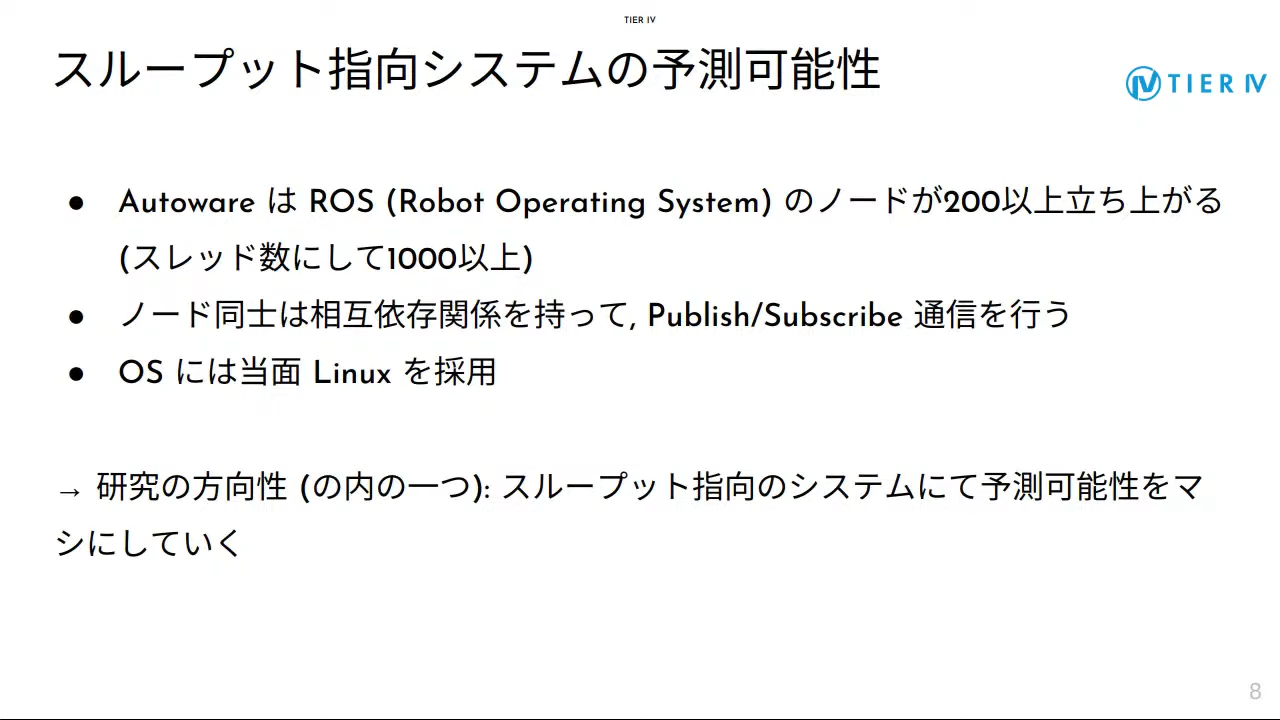 TIER IV
スループット指向システムの予測可能性
TIER IV
● Autoware は ROS (Robot Operating System) のノードが200以上立ち上がる
(スレッド数にして1000以上)
● ノード同士は相互依存関係を持って, Publish/Subscribe 通信を行う
● OS には当面 Linux を採用
→ 研究の方向性 (の内の一つ): スループット指向のシステムにて予測可能性をマ
シにしていく
8